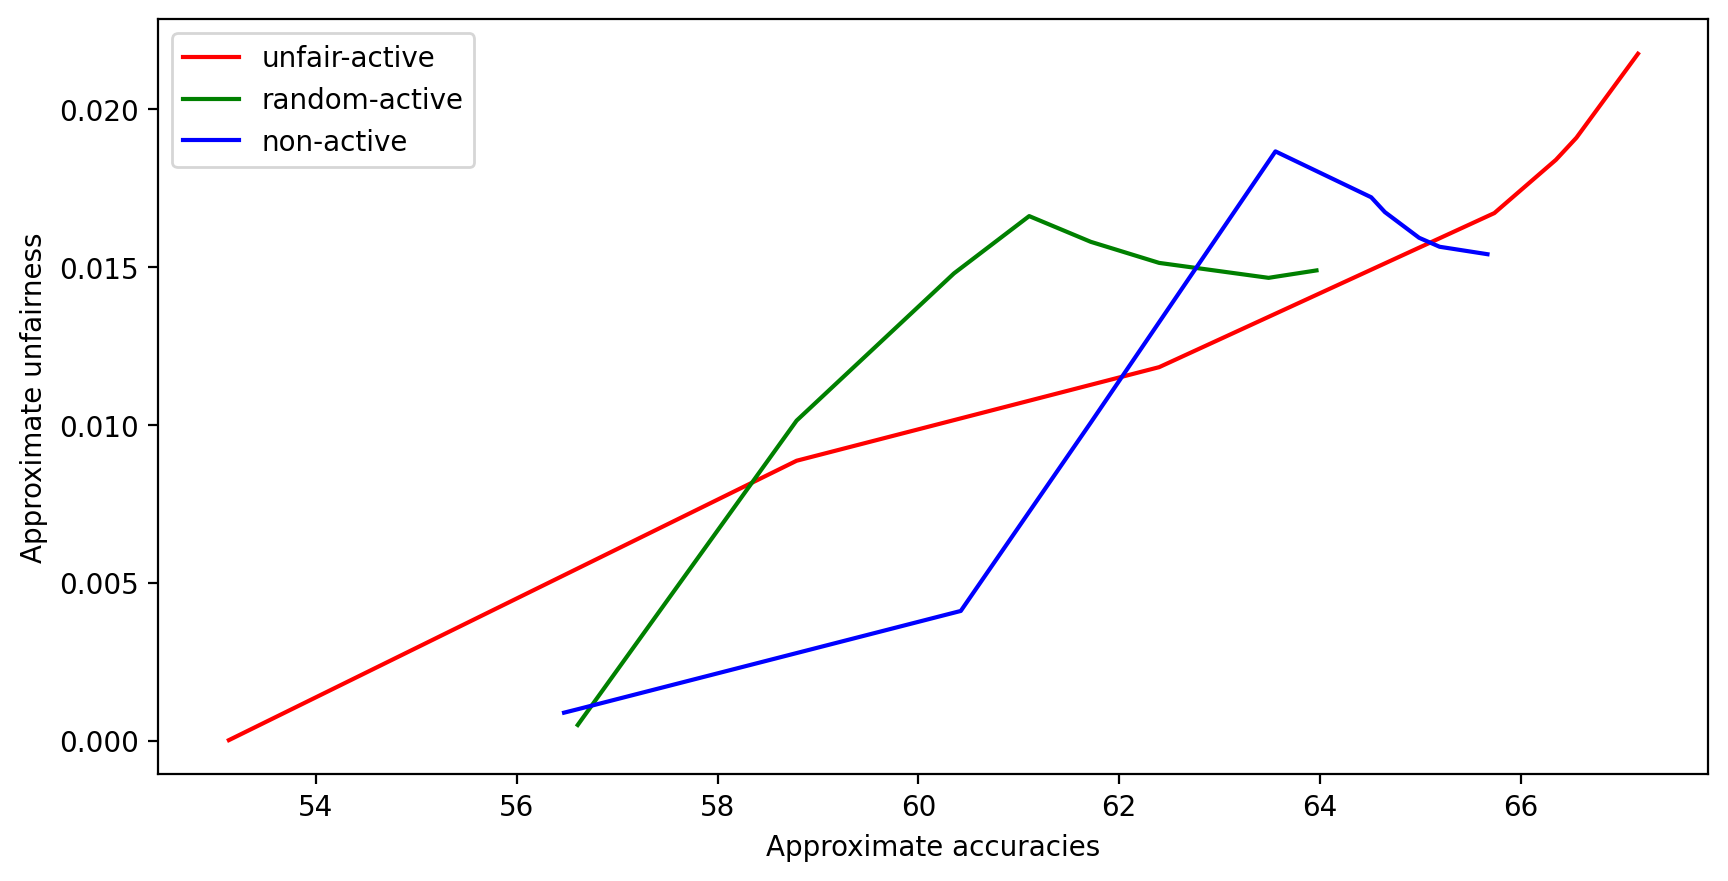 unfair-active
random-active
non-active
Approximate unfairness
0.020
0.015
0.010
0.005
0.000
54 56 58 60 62 64 66
Approximate accuracies